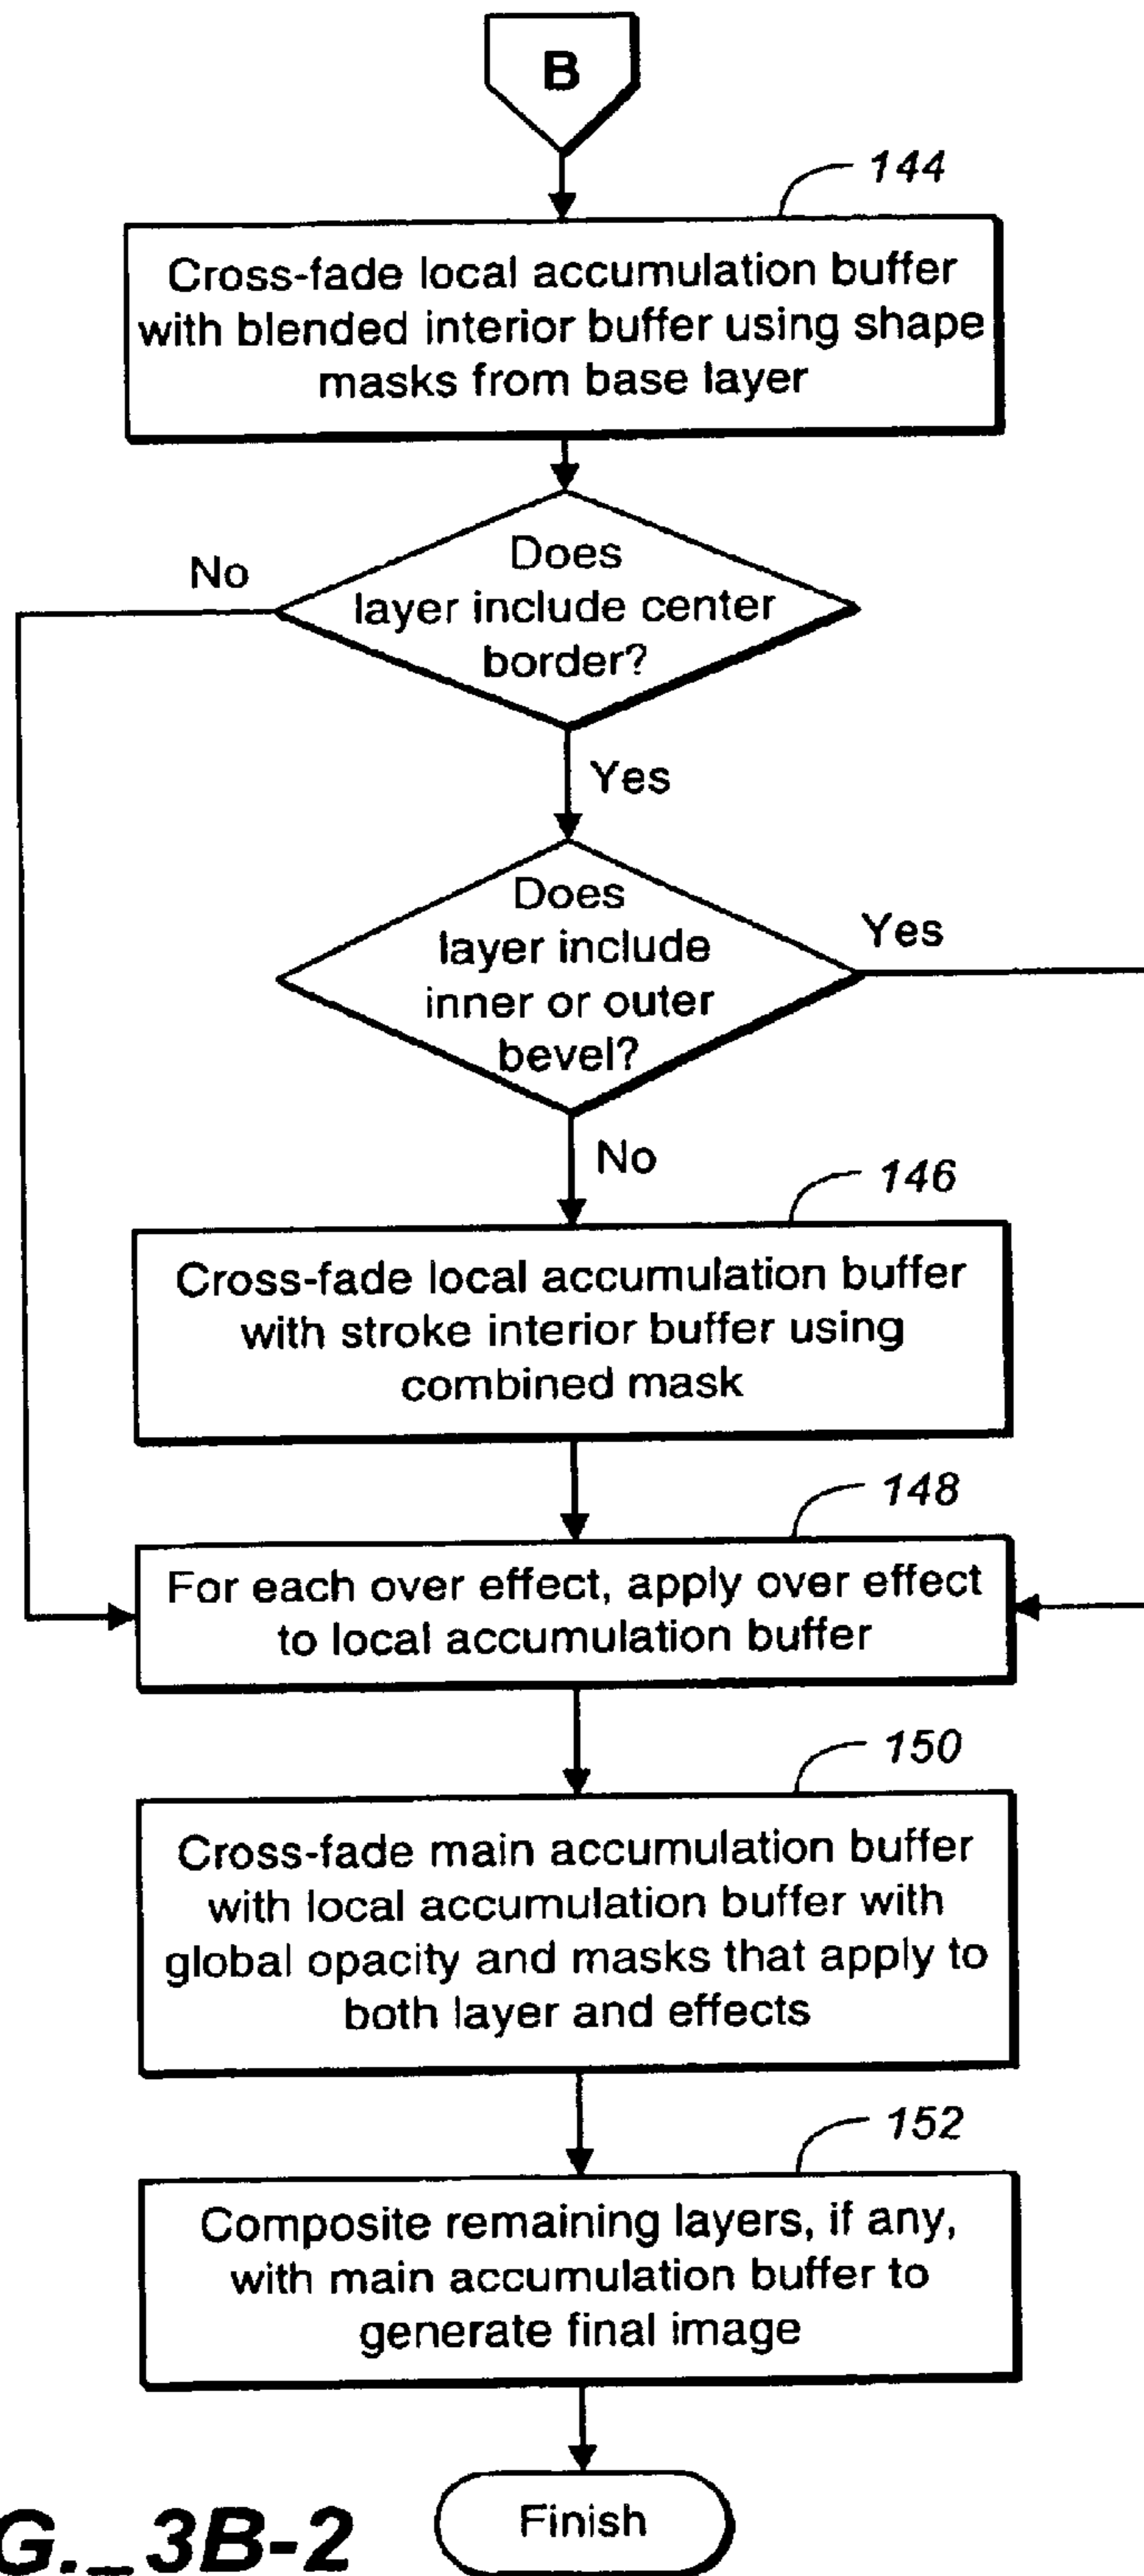 B
144
Cross-fade local accumulation buffer
with blended interior buffer using shape
masks from base layer
No
Does
layer include center
border?
Yes
Does
layer include
inner or outer
bevel?
Yes
No
146
Cross-fade local accumulation buffer
with stroke interior buffer using
combined mask
148
For each over effect, apply over effect
to local accumulation buffer
150
Cross-fade main accumulation buffer
with local accumulation buffer with
global opacity and masks that apply to
both layer and effects
152
Composite remaining layers, if any,
with main accumulation buffer to
generate final image
Finish
G._3B-2